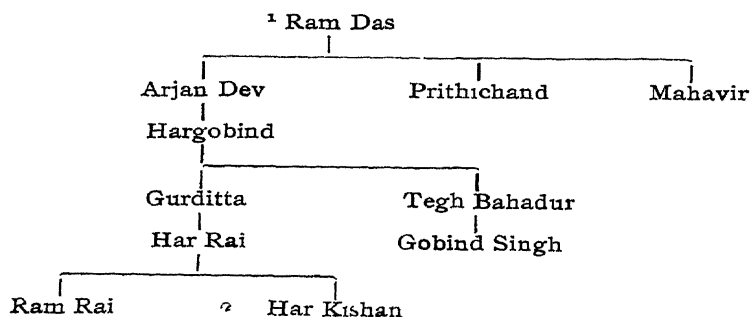 ¹ Ram Das
Arjan Dev Prithichand Mahavir
Hargobind
Gurditta Tegh Bahadur
Har Rai Gobind Singh
Ram Rai Har Kishan